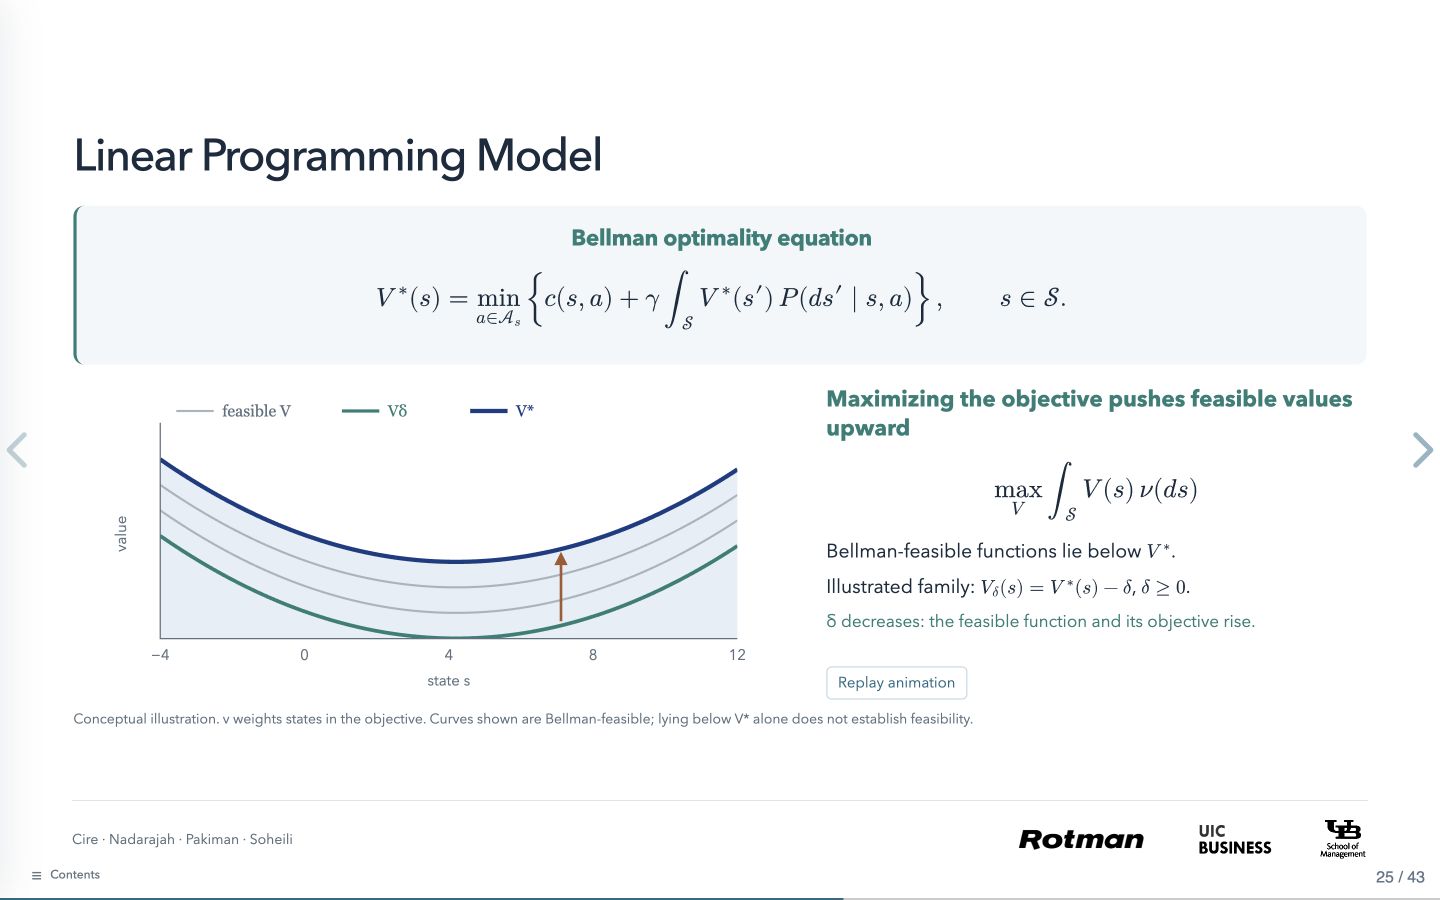 Linear Programming Model
Bellman optimality equation
V*(s) = min_{a∈𝒜_s} { c(s, a) + γ ∫_𝒮 V*(s′) P(ds′ | s, a) } ,  s ∈ 𝒮.
feasible V  Vδ  V*
value
−4 0 4 8 12
state s
Maximizing the objective pushes feasible values
upward
max_V ∫_𝒮 V(s) ν(ds)
Bellman-feasible functions lie below V*.
Illustrated family: V_δ(s) = V*(s) − δ, δ ≥ 0.
δ decreases: the feasible function and its objective rise.
Replay animation
Conceptual illustration. ν weights states in the objective. Curves shown are Bellman-feasible; lying below V* alone does not establish feasibility.
Cire · Nadarajah · Pakiman · Soheili
Rotman
UIC
BUSINESS
UB
School of
Management
≡ Contents
25 / 43